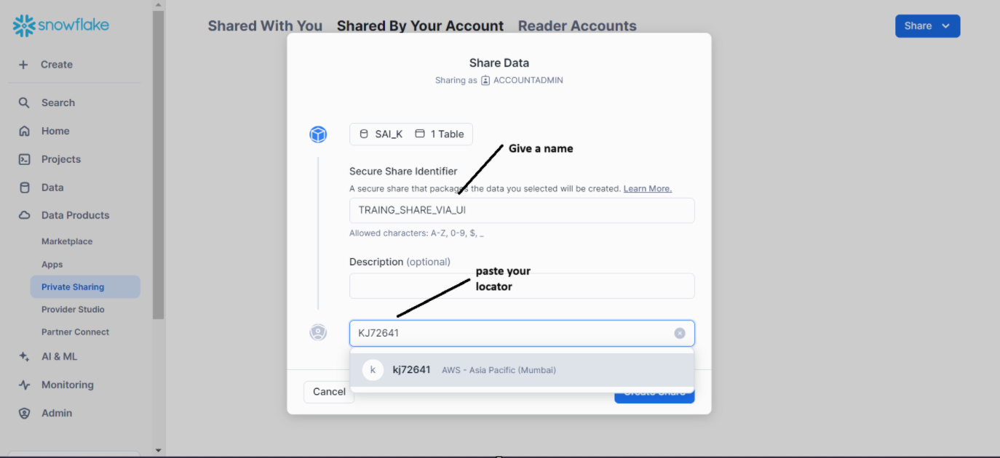 snowflake
Shared With You Shared By Your Account Reader Accounts
Share
Create
Search
Home
Projects
Data
Data Products
Marketplace
Apps
Private Sharing
Provider Studio
Partner Connect
AI & ML
Monitoring
Admin
Share Data
Sharing as ACCOUNTADMIN
SAI_K 1 Table
Give a name
Secure Share Identifier
A secure share that packages the data you selected will be created. Learn More.
TRAING_SHARE_VIA_UI
Allowed characters: A-Z, 0-9, $, _
Description (optional)
paste your
locator
KJ72641
k kj72641 AWS - Asia Pacific (Mumbai)
Cancel Create Share